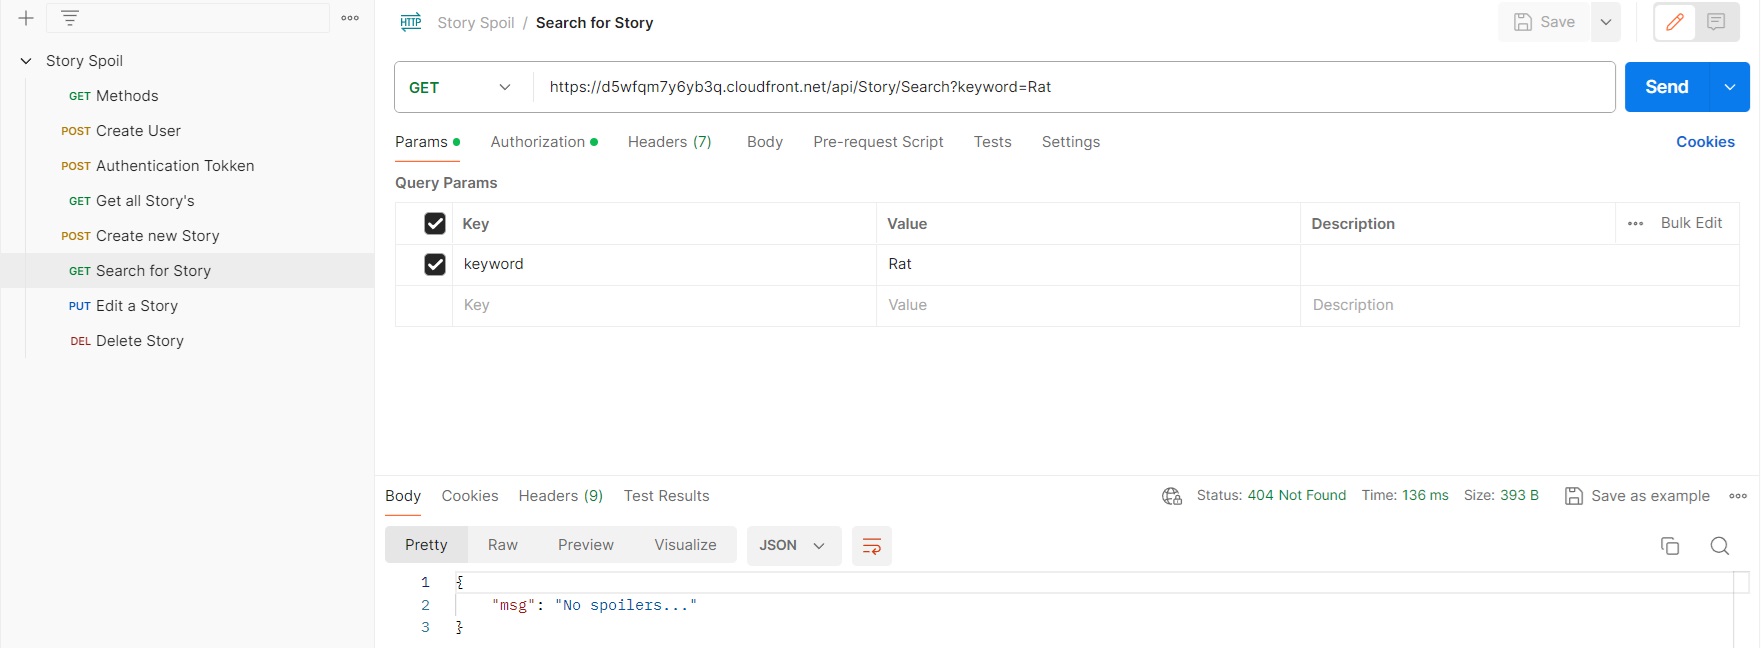 HTTP Story Spoil / Search for Story Save
Story Spoil
GET Methods
POST Create User
POST Authentication Tokken
GET Get all Story's
POST Create new Story
GET Search for Story
PUT Edit a Story
DEL Delete Story
GET https://d5wfqm7y6yb3q.cloudfront.net/api/Story/Search?keyword=Rat Send
Params Authorization Headers (7) Body Pre-request Script Tests Settings Cookies
Query Params
Key Value Description Bulk Edit
keyword Rat
Key Value Description
Body Cookies Headers (9) Test Results Status: 404 Not Found Time: 136 ms Size: 393 B Save as example
Pretty Raw Preview Visualize JSON
1 {
2 "msg": "No spoilers..."
3 }